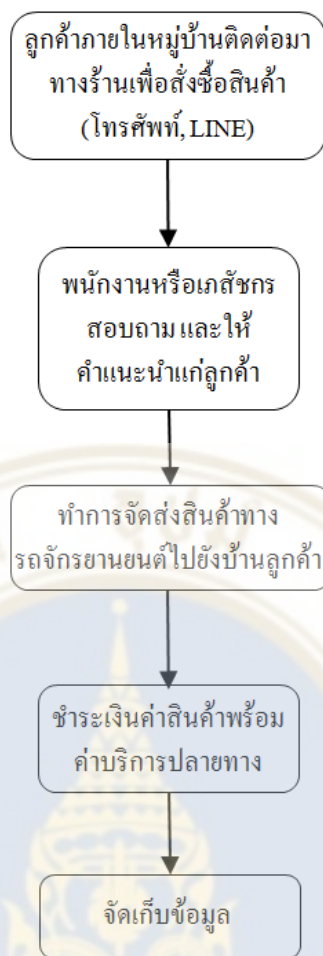 ลูกค้าภายในหมู่บ้านติดต่อมา
ทางร้านเพื่อสั่งซื้อสินค้า
(โทรศัพท์, LINE)
พนักงานหรือเภสัชกร
สอบถาม และให้
คำแนะนำแก่ลูกค้า
ทำการจัดส่งสินค้าทาง
รถจักรยานยนต์ไปยังบ้านลูกค้า
ชำระเงินค่าสินค้าพร้อม
ค่าบริการปลายทาง
จัดเก็บข้อมูล